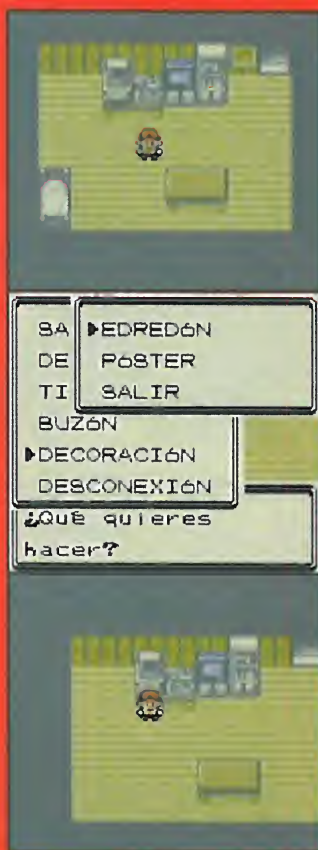 SA ▶EDREDÓN
DE PÓSTER
TI SALIR
BUZÓN
▶DECORACIÓN
DESCONEXIÓN
¿Qué quieres
hacer?